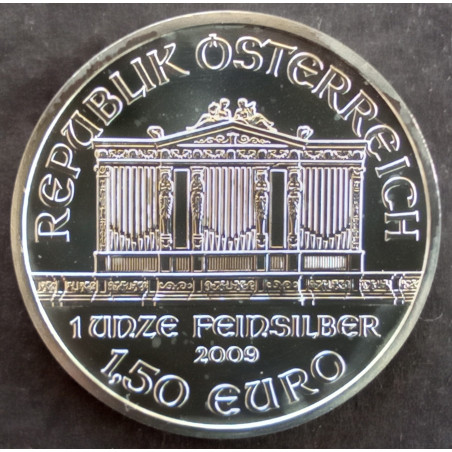 REPUBLIK ÖSTERREICH
1 UNZE FEINSILBER
2009
1,50 EURO